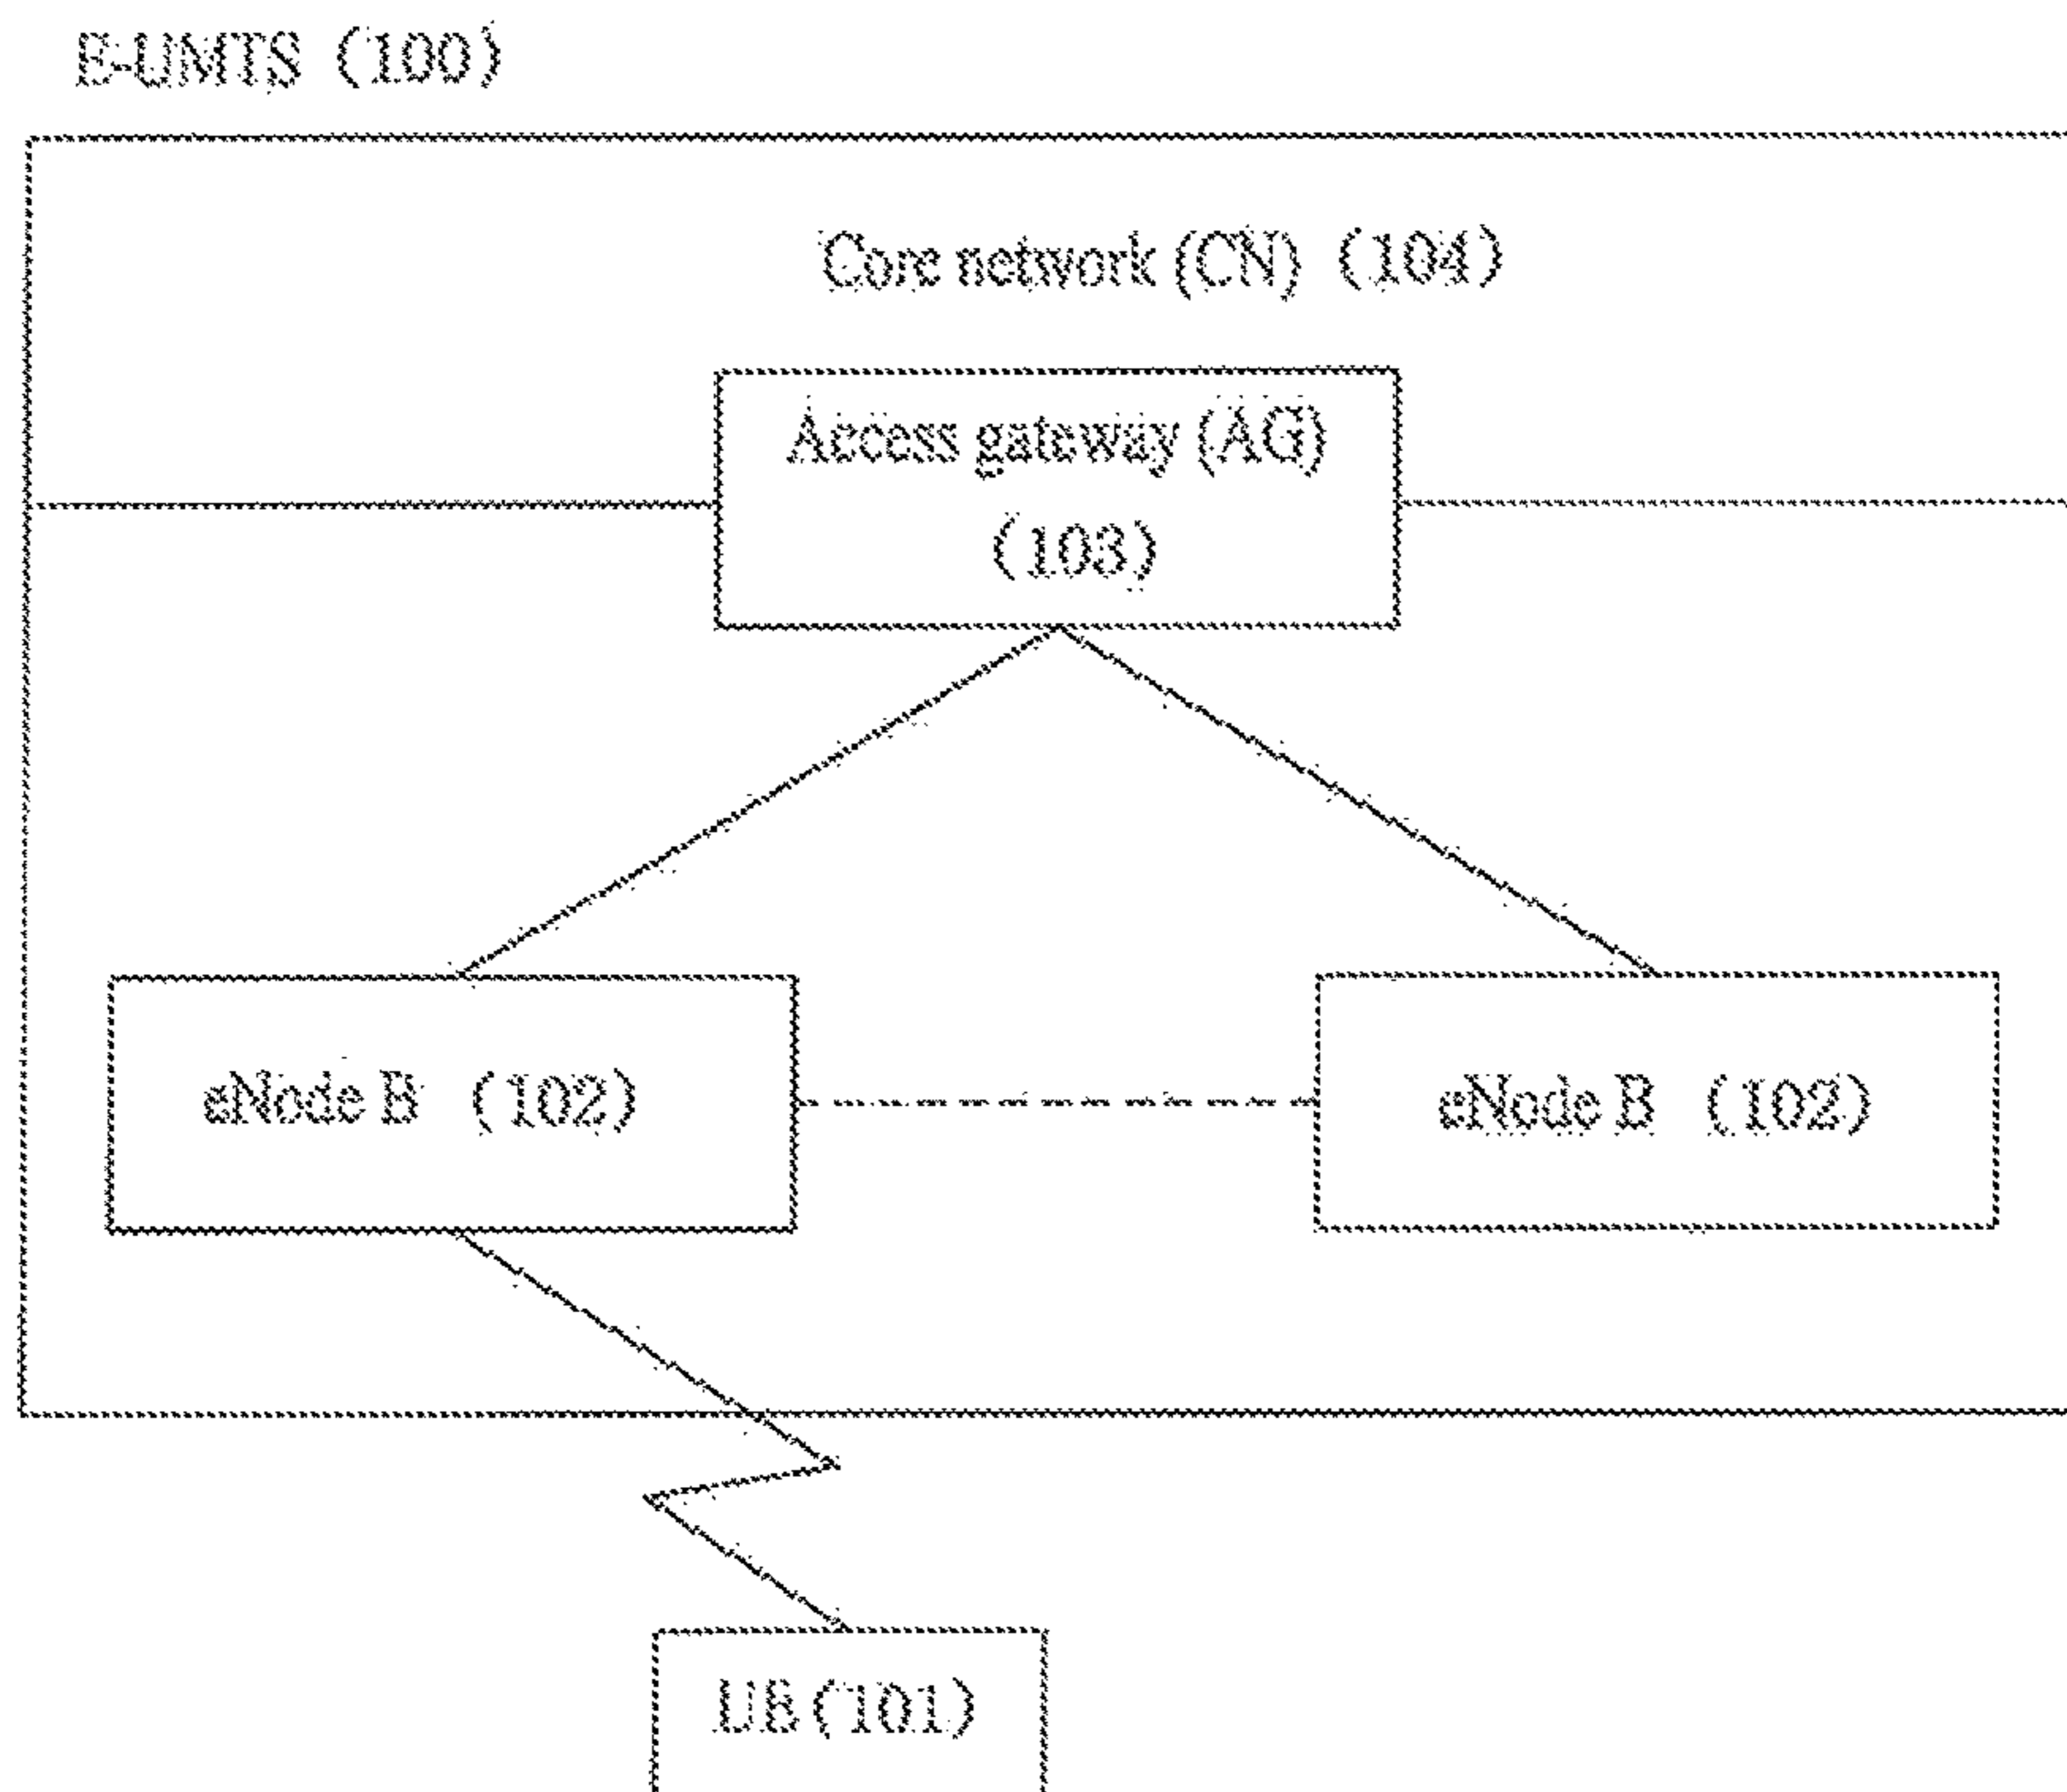 E-UMTS (100)
Core network (CN) (104)
Access gateway (AG)
(103)
eNode B (102)
eNode B (102)
UE (101)